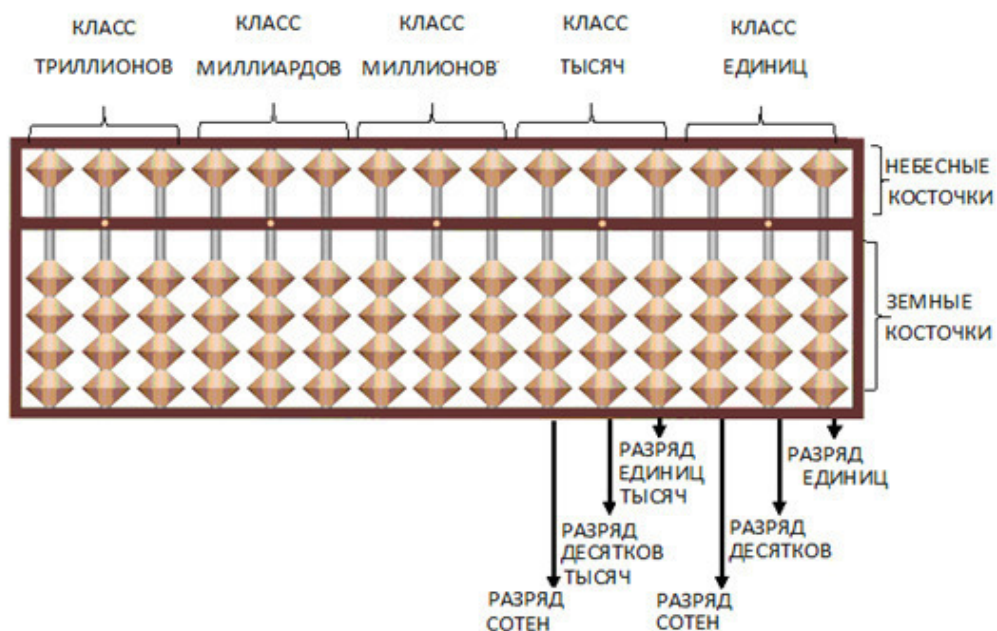 КЛАСС
ТРИЛЛИОНОВ
КЛАСС
МИЛЛИАРДОВ
КЛАСС
МИЛЛИОНОВ
КЛАСС
ТЫСЯЧ
КЛАСС
ЕДИНИЦ
НЕБЕСНЫЕ
КОСТОЧКИ
ЗЕМНЫЕ
КОСТОЧКИ
РАЗРЯД
СОТЕН
РАЗРЯД
ДЕСЯТКОВ
ТЫСЯЧ
РАЗРЯД
ЕДИНИЦ
ТЫСЯЧ
РАЗРЯД
СОТЕН
РАЗРЯД
ДЕСЯТКОВ
РАЗРЯД
ЕДИНИЦ